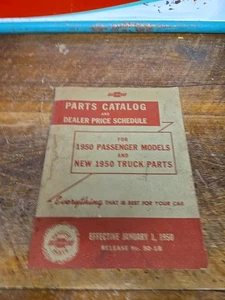 PARTS CATALOG
AND
DEALER PRICE SCHEDULE
FOR
1950 PASSENGER MODELS
AND
NEW 1950 TRUCK PARTS
Everything THAT IS BEST FOR YOUR CAR
EFFECTIVE JANUARY 1, 1950
RELEASE No. 50-1B